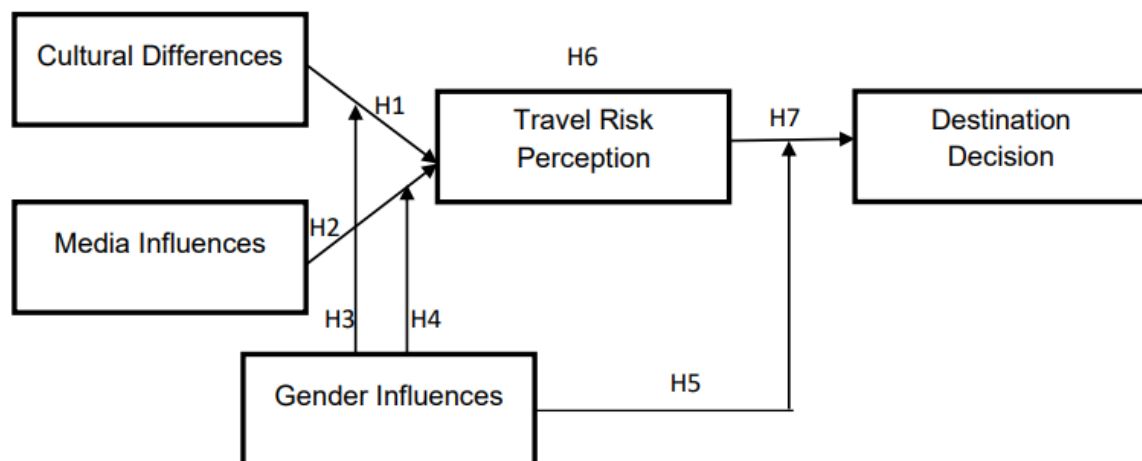 Cultural Differences
H6
H1
Travel Risk
Perception
H7
Destination
Decision
Media Influences
H2
H3
H4
Gender Influences
H5